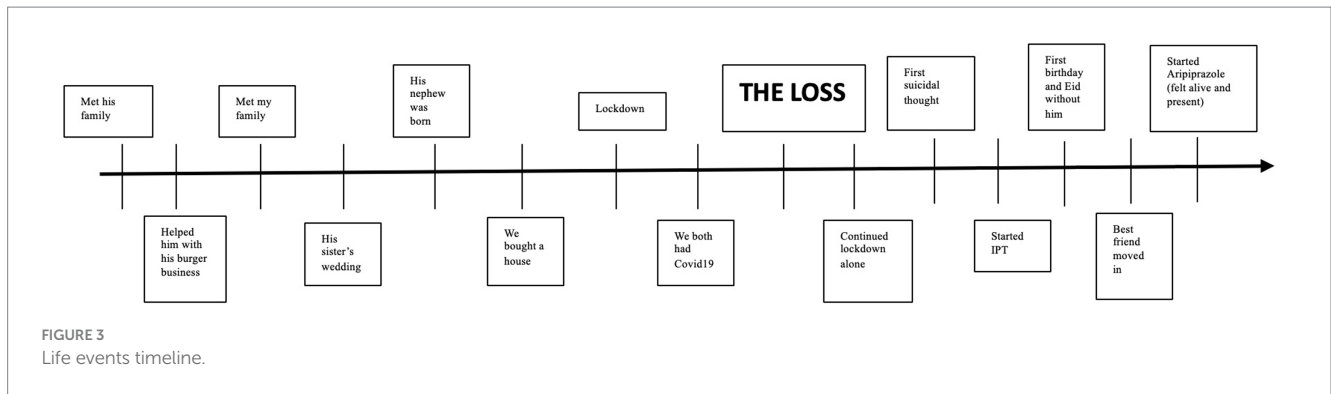 Met his
family
Met my
family
His
nephew
was
born
Lockdown
THE LOSS
First
suicidal
thought
First
birthday
and Eid
without
him
Started
Aripiprazole
(felt alive and
present)
Helped
him with
his burger
business
His
sister’s
wedding
We
bought a
house
We both
had
Covid19
Continued
lockdown
alone
Started
IPT
Best
friend
moved
in
FIGURE 3
Life events timeline.